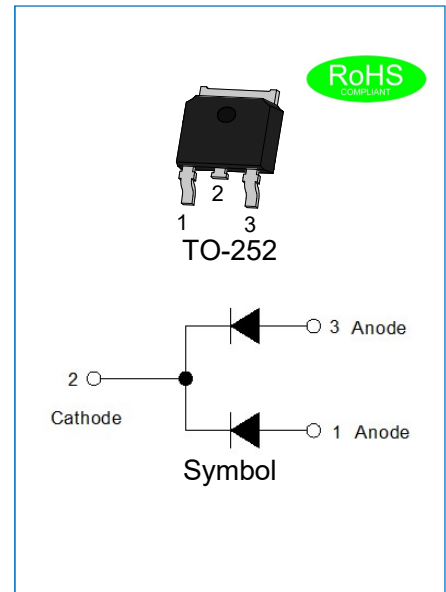 RoHS
COMPLIANT
2
1 3
TO-252
3 Anode
2
Cathode
1 Anode
Symbol